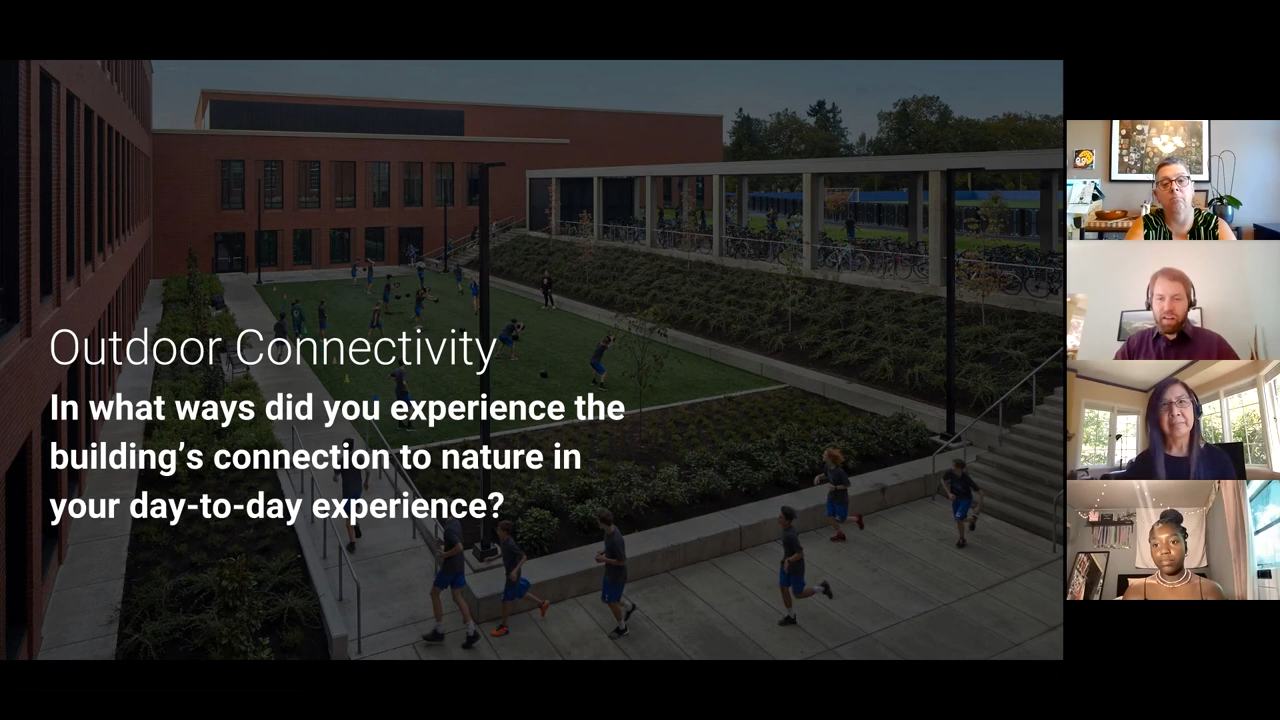 Outdoor Connectivity
In what ways did you experience the
building’s connection to nature in
your day-to-day experience?